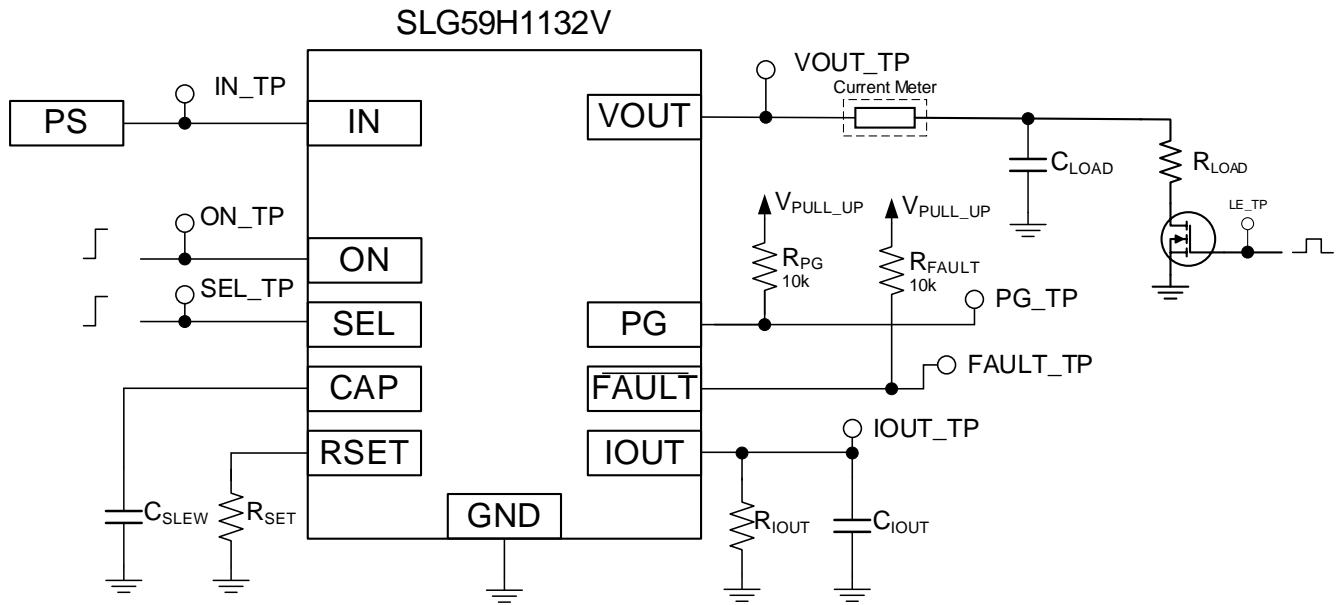 SLG59H1132V
IN_TP
VOUT_TP
Current Meter
PS
IN
VOUT
CLOAD
RLOAD
ON_TP
VPULL_UP
VPULL_UP
LE_TP
ON
RPG
10k
RFAULT
10k
SEL_TP
PG_TP
SEL
PG
FAULT_TP
CAP
FAULT
IOUT_TP
RSET
IOUT
CSLEW
RSET
GND
RIOUT
CIOUT